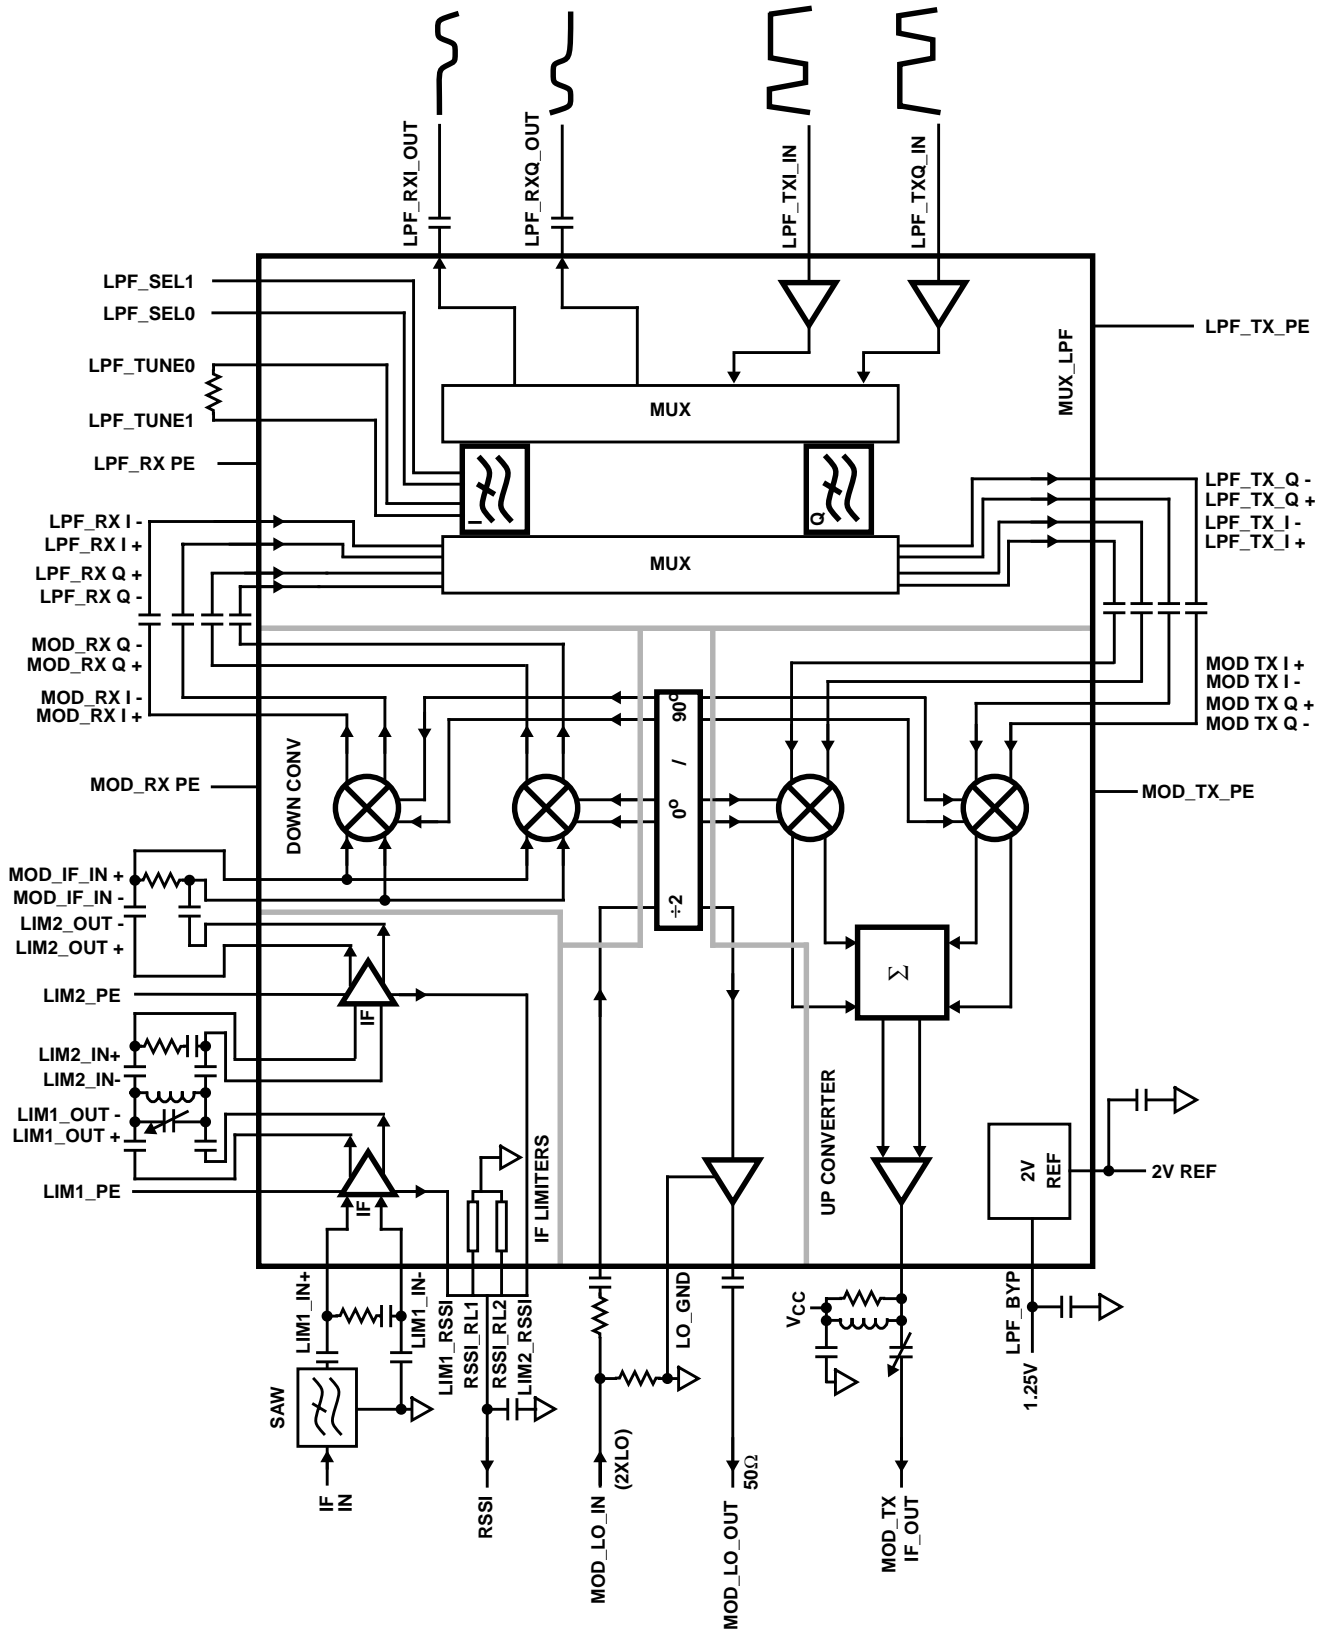 LPF_RXI_OUT
LPF_RXQ_OUT
LPF_TXI_IN
LPF_TXQ_IN
LPF_SEL1
LPF_SEL0
LPF_TUNE0
LPF_TUNE1
LPF_RX PE
LPF_RX I -
LPF_RX I +
LPF_RX Q +
LPF_RX Q -
MOD_RX Q -
MOD_RX Q +
MOD_RX I -
MOD_RX I +
MOD_RX PE
MOD_IF_IN +
MOD_IF_IN -
LIM2_OUT -
LIM2_OUT +
LIM2_PE
LIM2_IN+
LIM2_IN-
LIM1_OUT -
LIM1_OUT +
LIM1_PE
MUX_LPF
MUX
I
Q
MUX
LPF_TX_PE
LPF_TX_Q -
LPF_TX_Q +
LPF_TX_I -
LPF_TX_I +
MOD TX I +
MOD TX I -
MOD TX Q +
MOD TX Q -
MOD_TX_PE
DOWN CONV
0° / 90°
÷2
Σ
IF
IF
IF LIMITERS
UP CONVERTER
2V
REF
2V REF
LIM1_IN+
LIM1_IN-
LIM1_RSSI
RSSI_RL1
RSSI_RL2
LIM2_RSSI
LO_GND
VCC
LPF_BYP
1.25V
SAW
IF
IN
RSSI
MOD_LO_IN
(2XLO)
MOD_LO_OUT
50Ω
MOD_TX
IF_OUT